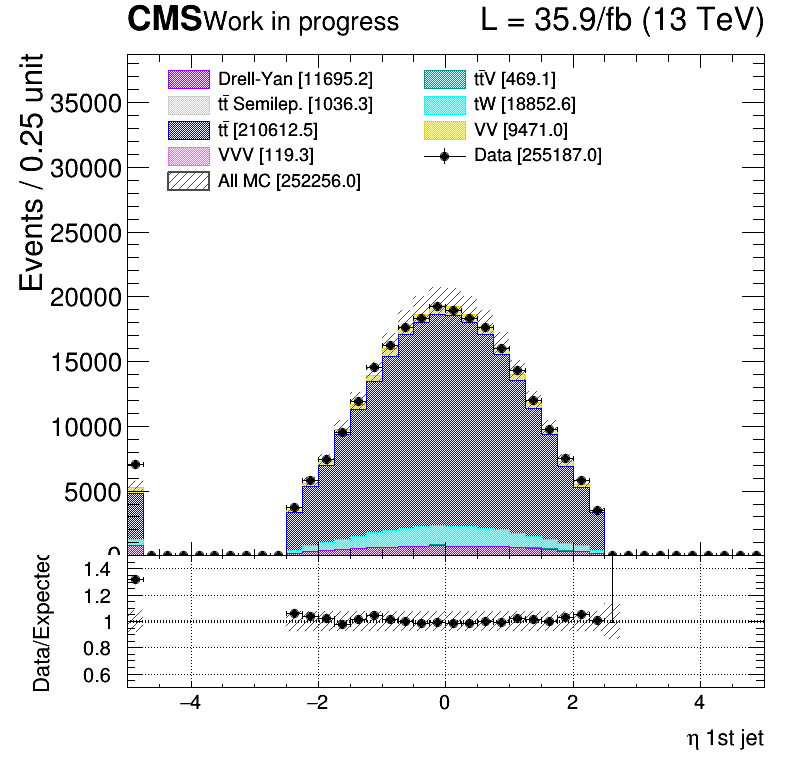 CMS Work in progress L = 35.9/fb (13 TeV)
Events / 0.25 unit
35000
30000
25000
20000
15000
10000
5000
0
Drell-Yan [11695.2]
tt̄ Semilep. [1036.3]
tt̄ [210612.5]
VVV [119.3]
All MC [252256.0]
tt̄V [469.1]
tW [18852.6]
VV [9471.0]
Data [255187.0]
Data/Expected
1.4
1.2
1
0.8
0.6
−4 −2 0 2 4
η 1st jet